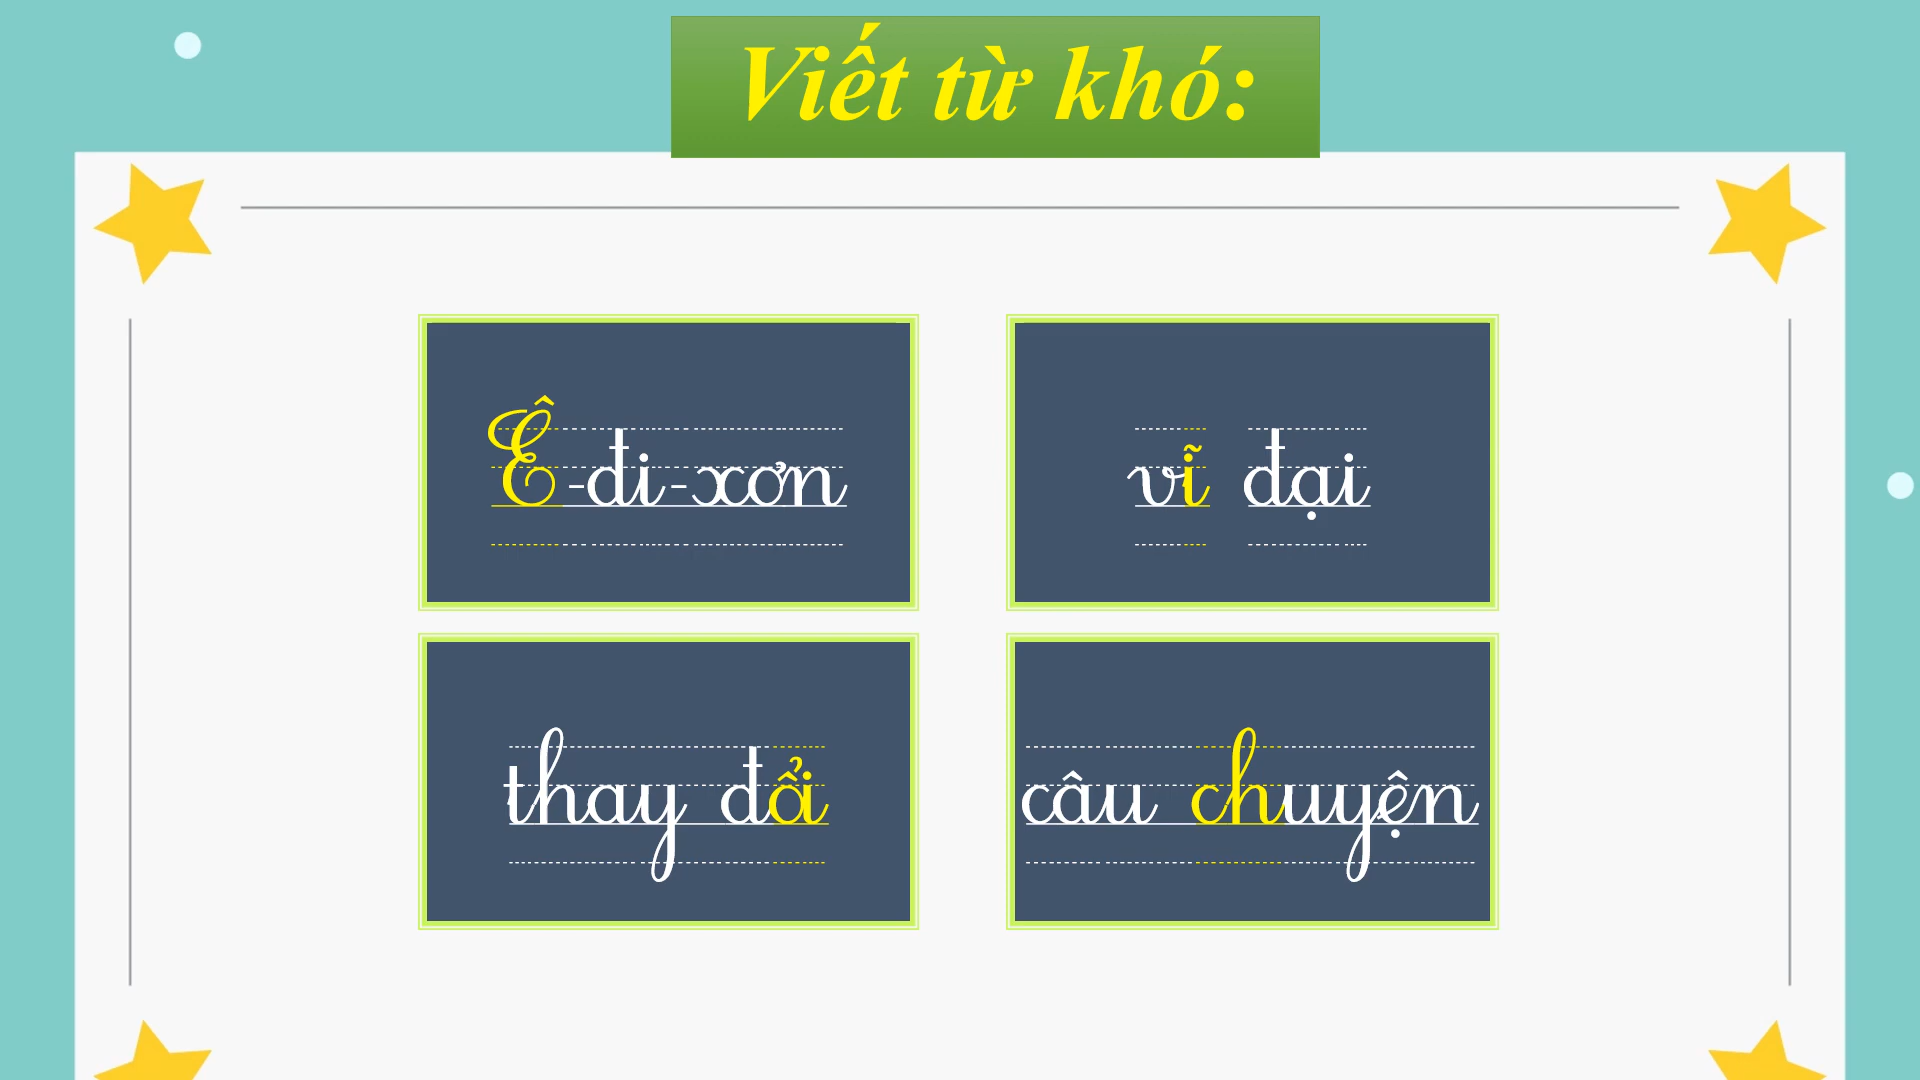 Viết từ khó:
Ê-đi-xơn
vĩ đại
thay đổi
câu chuyện